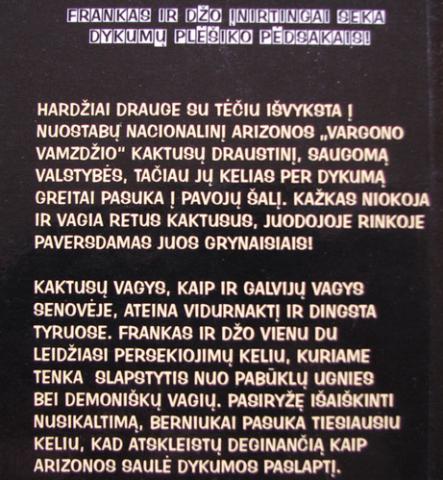 FRANKAS IR DŽO ĮNIRTINGAI SEKA
DYKUMŲ PLĖŠIKO PĖDSAKAIS!
HARDŽIAI DRAUGE SU TĖČIU IŠVYKSTA Į
NUOSTABŲ NACIONALINĮ ARIZONOS „VARGONO
VAMZDŽIO” KAKTUSŲ DRAUSTINĮ, SAUGOMĄ
VALSTYBĖS, TAČIAU JŲ KELIAS PER DYKUMĄ
GREITAI PASUKA Į PAVOJŲ ŠALĮ. KAŽKAS NIOKOJA
IR VAGIA RETUS KAKTUSUS, JUODOJOJE RINKOJE
PAVERSDAMAS JUOS GRYNAISIAIS!
KAKTUSŲ VAGYS, KAIP IR GALVIJŲ VAGYS
SENOVĖJE, ATEINA VIDURNAKTĮ IR DINGSTA
TYRUOSE. FRANKAS IR DŽO VIENU DU
LEIDŽIASI PERSEKIOJIMŲ KELIU, KURIAME
TENKA SLAPSTYTIS NUO PABŪKLŲ UGNIES
BEI DEMONIŠKŲ VAGIŲ. PASIRYŽĘ IŠAIŠKINTI
NUSIKALTIMĄ, BERNIUKAI PASUKA TIESIAUSIU
KELIU, KAD ATSKLEISTŲ DEGINANČIĄ KAIP
ARIZONOS SAULĖ DYKUMOS PASLAPTĮ.